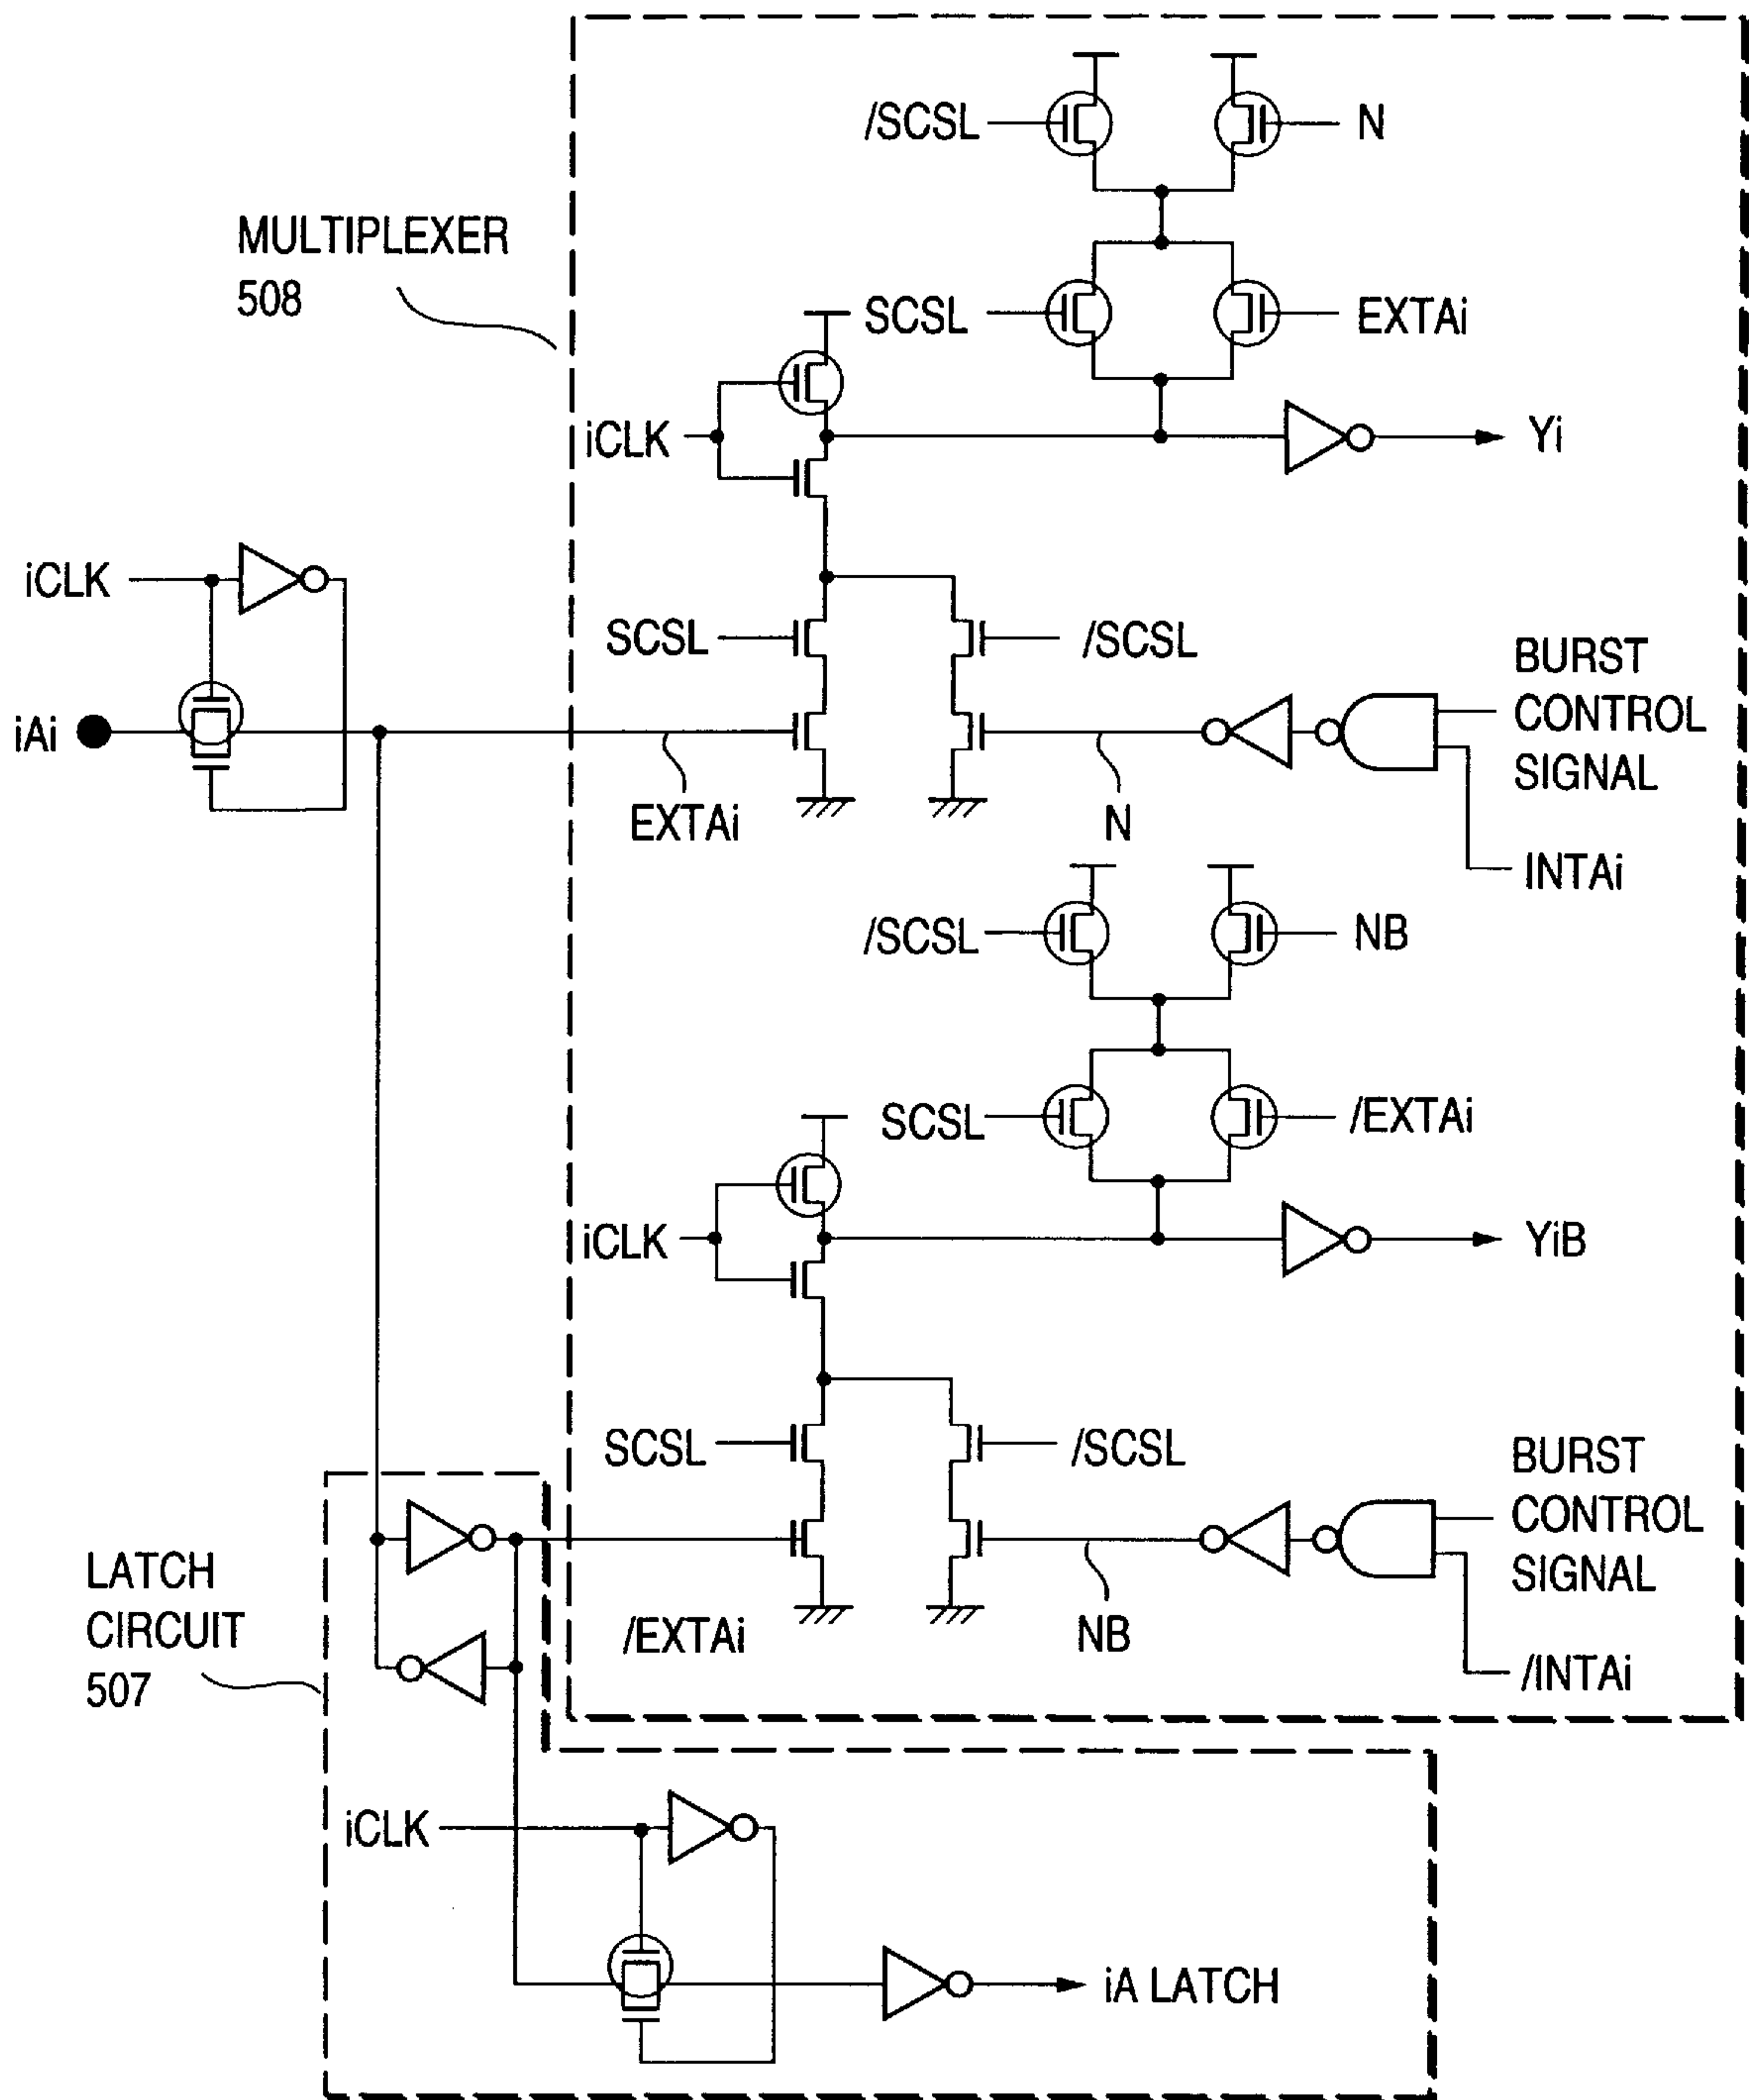 /SCSL
N
MULTIPLEXER
508
SCSL
EXTAi
iCLK
Yi
iCLK
SCSL
/SCSL
BURST
CONTROL
SIGNAL
iAi
EXTAi
N
INTAi
/SCSL
NB
SCSL
/EXTAi
iCLK
YiB
SCSL
/SCSL
BURST
CONTROL
SIGNAL
LATCH
CIRCUIT
507
/EXTAi
NB
/INTAi
iCLK
iA LATCH